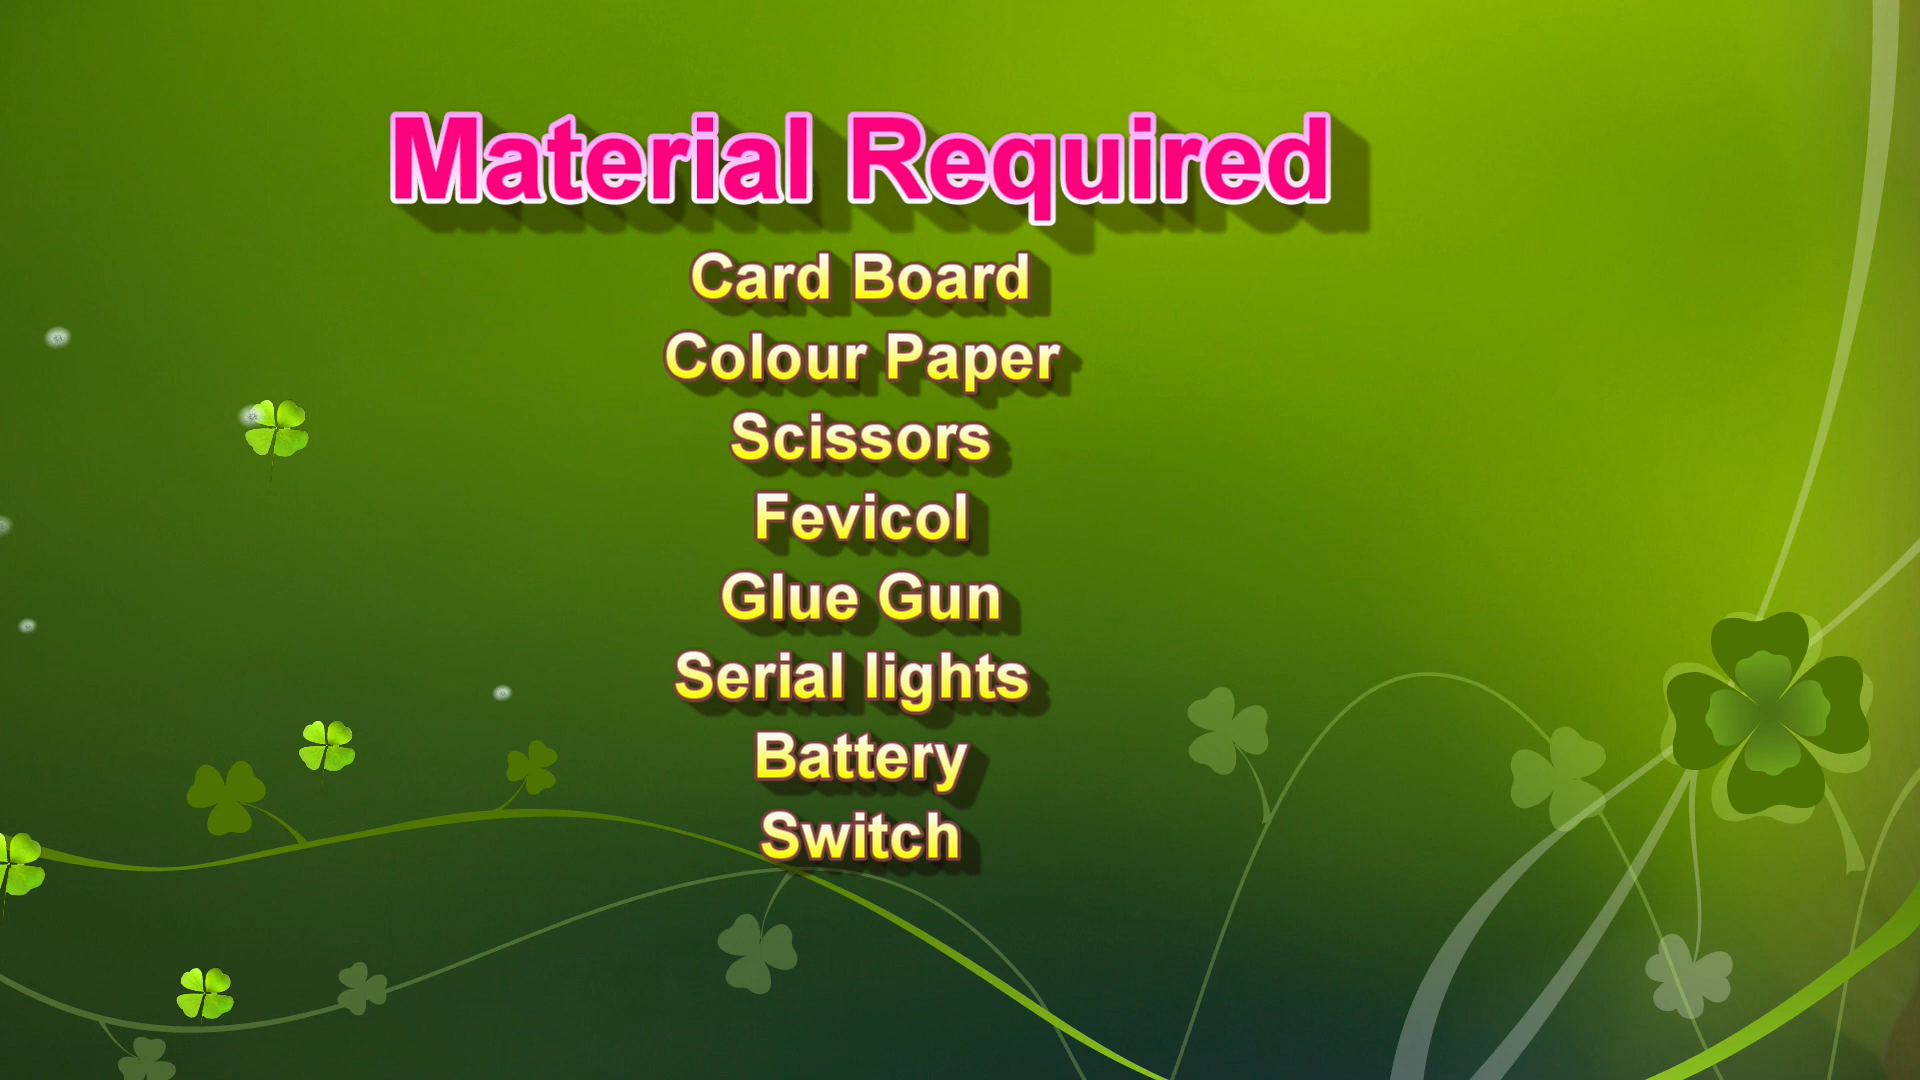 Material Required
Card Board
Colour Paper
Scissors
Fevicol
Glue Gun
Serial lights
Battery
Switch